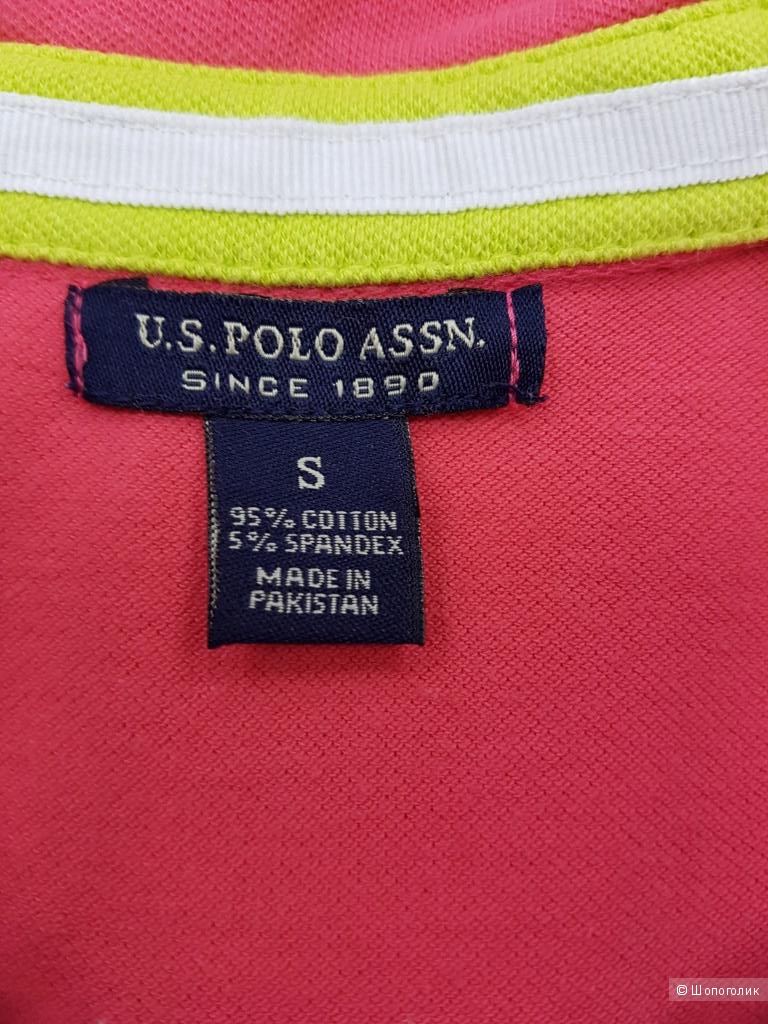 U.S. POLO ASSN.
SINCE 1890
S
95% COTTON
5% SPANDEX
MADE IN
PAKISTAN
© Шопоголик